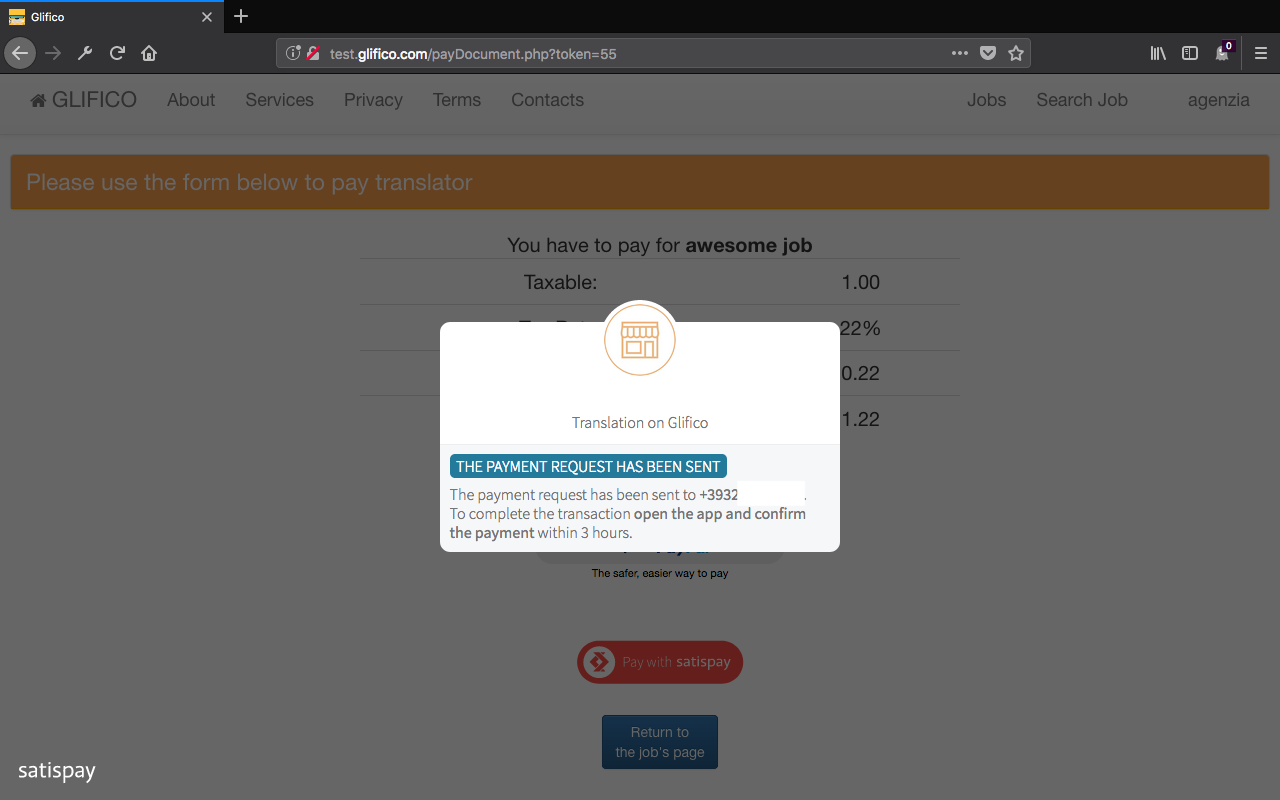 Glifico
0
test.glifico.com/payDocument.php?token=55
GLIFICO About Services Privacy Terms Contacts Jobs Search Job agenzia
Please use the form below to pay translator
You have to pay for awesome job
Taxable: 1.00
22%
0.22
1.22
Translation on Glifico
THE PAYMENT REQUEST HAS BEEN SENT
The payment request has been sent to +3932 .
To complete the transaction open the app and confirm
the payment within 3 hours.
The safer, easier way to pay
Pay with satispay
Return to
the job's page
satispay